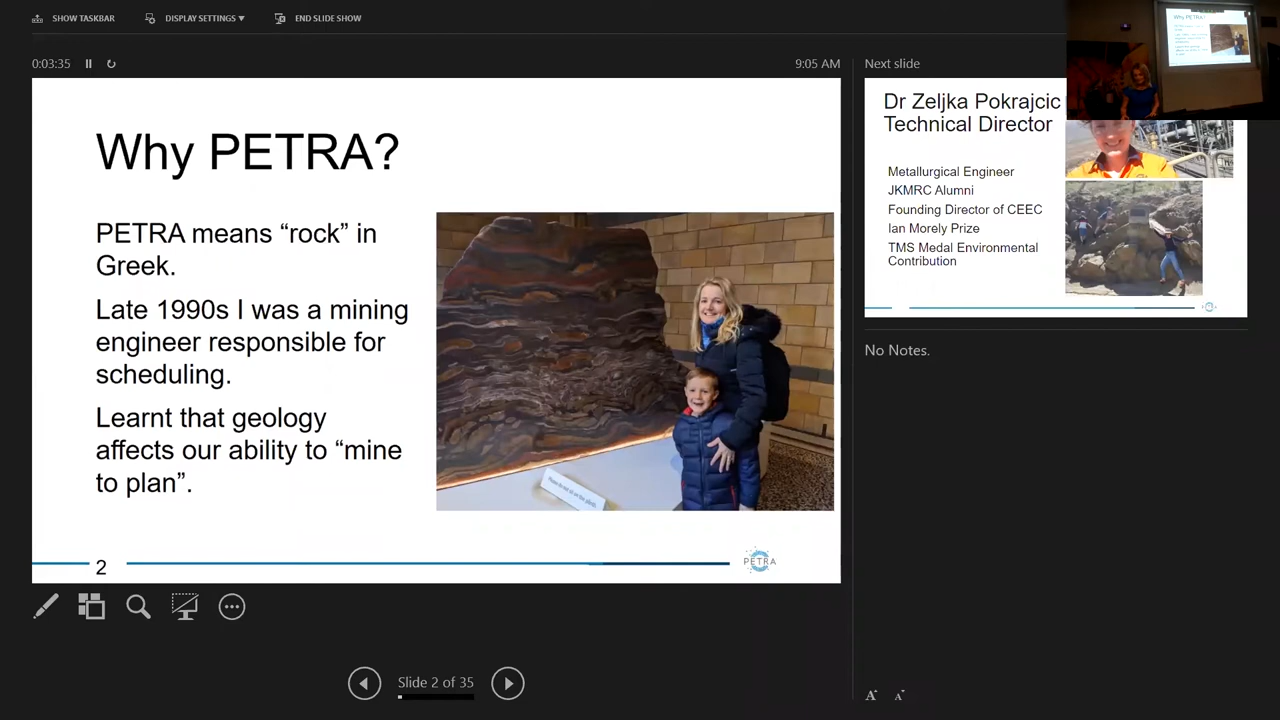 SHOW TASKBAR
DISPLAY SETTINGS ▼
END SLIDE SHOW
0:03:35
9:05 AM
Why PETRA?
PETRA means “rock” in
Greek.
Late 1990s I was a mining
engineer responsible for
scheduling.
Learnt that geology
affects our ability to “mine
to plan”.
2
PETRA
Next slide
Dr Zeljka Pokrajcic
Technical Director
Metallurgical Engineer
JKMRC Alumni
Founding Director of CEEC
Ian Morely Prize
TMS Medal Environmental
Contribution
No Notes.
Why PETRA?
Slide 2 of 35
A A